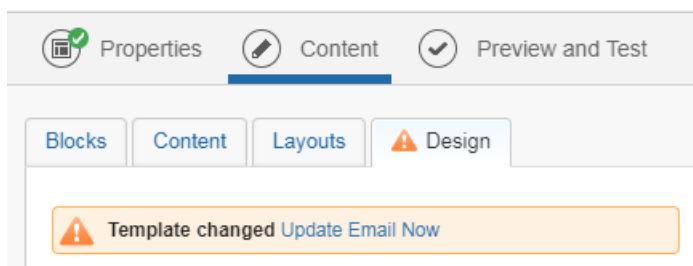 Properties Content Preview and Test
Blocks Content Layouts Design
Template changed Update Email Now